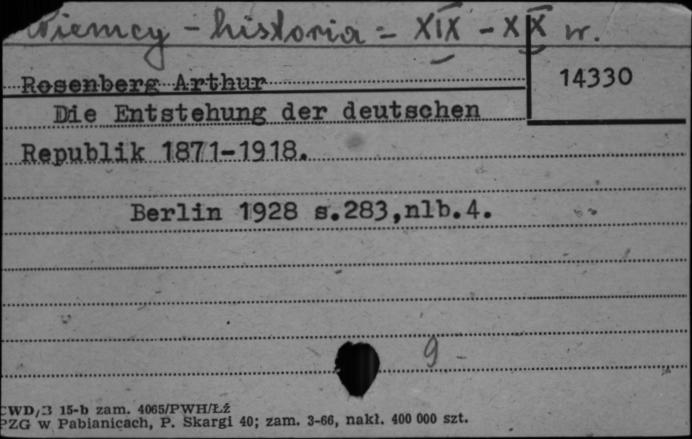 Niemcy - historia - XIX - XX w.
Rosenberg Arthur
14330
Die Entstehung der deutschen
Republik 1871-1918.
Berlin 1928 s.283,nlb.4.
9 -
CWD/3 15-b zam. 4065/PWH/Łź
PZG w Pabianicach, P. Skargi 40; zam. 3-66, nakł. 400 000 szt.